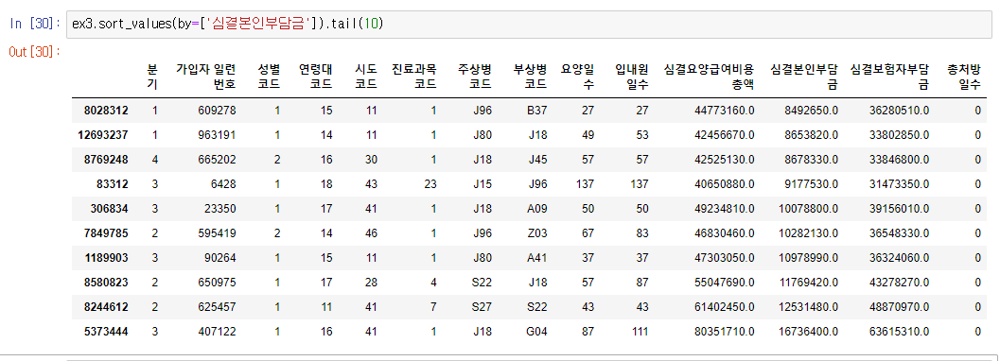 In [30]: ex3.sort_values(by=['심결본인부담금']).tail(10)
Out[30]:
분기 가입자 일련번호 성별코드 연령대코드 시도코드 진료과목코드 주상병코드 부상병코드 요양일수 입내원일수 심결요양급여비용총액 심결본인부담금 심결보험자부담금 총처방일수
8028312 1 609278 1 15 11 1 J96 B37 27 27 44773160.0 8492650.0 36280510.0 0
12693237 1 963191 1 14 11 1 J80 J18 49 53 42456670.0 8653820.0 33802850.0 0
8769248 4 665202 2 16 30 1 J18 J45 57 57 42525130.0 8678330.0 33846800.0 0
83312 3 6428 1 18 43 23 J15 J96 137 137 40650880.0 9177530.0 31473350.0 0
306834 3 23350 1 17 41 1 J18 A09 50 50 49234810.0 10078800.0 39156010.0 0
7849785 2 595419 2 14 46 1 J96 Z03 67 83 46830460.0 10282130.0 36548330.0 0
1189903 3 90264 1 15 11 1 J80 A41 37 37 47303050.0 10978990.0 36324060.0 0
8580823 2 650975 1 17 28 4 S22 J18 57 87 55047690.0 11769420.0 43278270.0 0
8244612 2 625457 1 11 41 7 S27 S22 43 43 61402450.0 12531480.0 48870970.0 0
5373444 3 407122 1 16 41 1 J18 G04 87 111 80351710.0 16736400.0 63615310.0 0